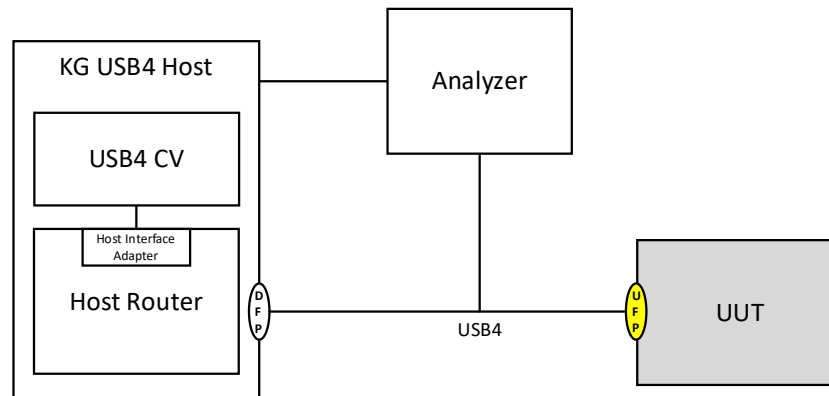 KG USB4 Host
Analyzer
USB4 CV
Host Interface
Adapter
Host Router
D
F
P
USB4
U
F
P
UUT